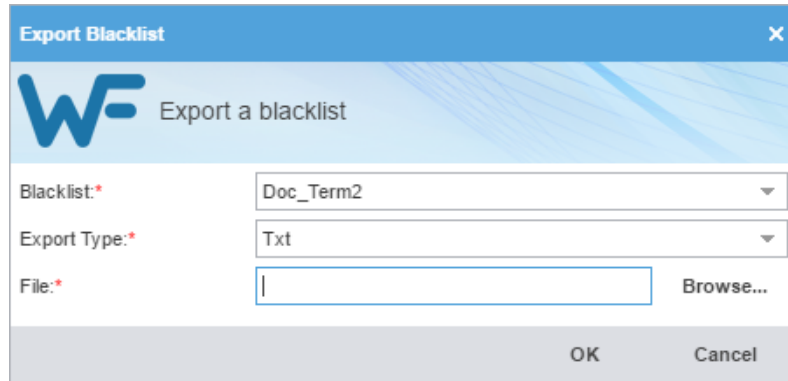 Export Blacklist ×
WF Export a blacklist
Blacklist:* Doc_Term2
Export Type:* Txt
File:* Browse...
OK Cancel